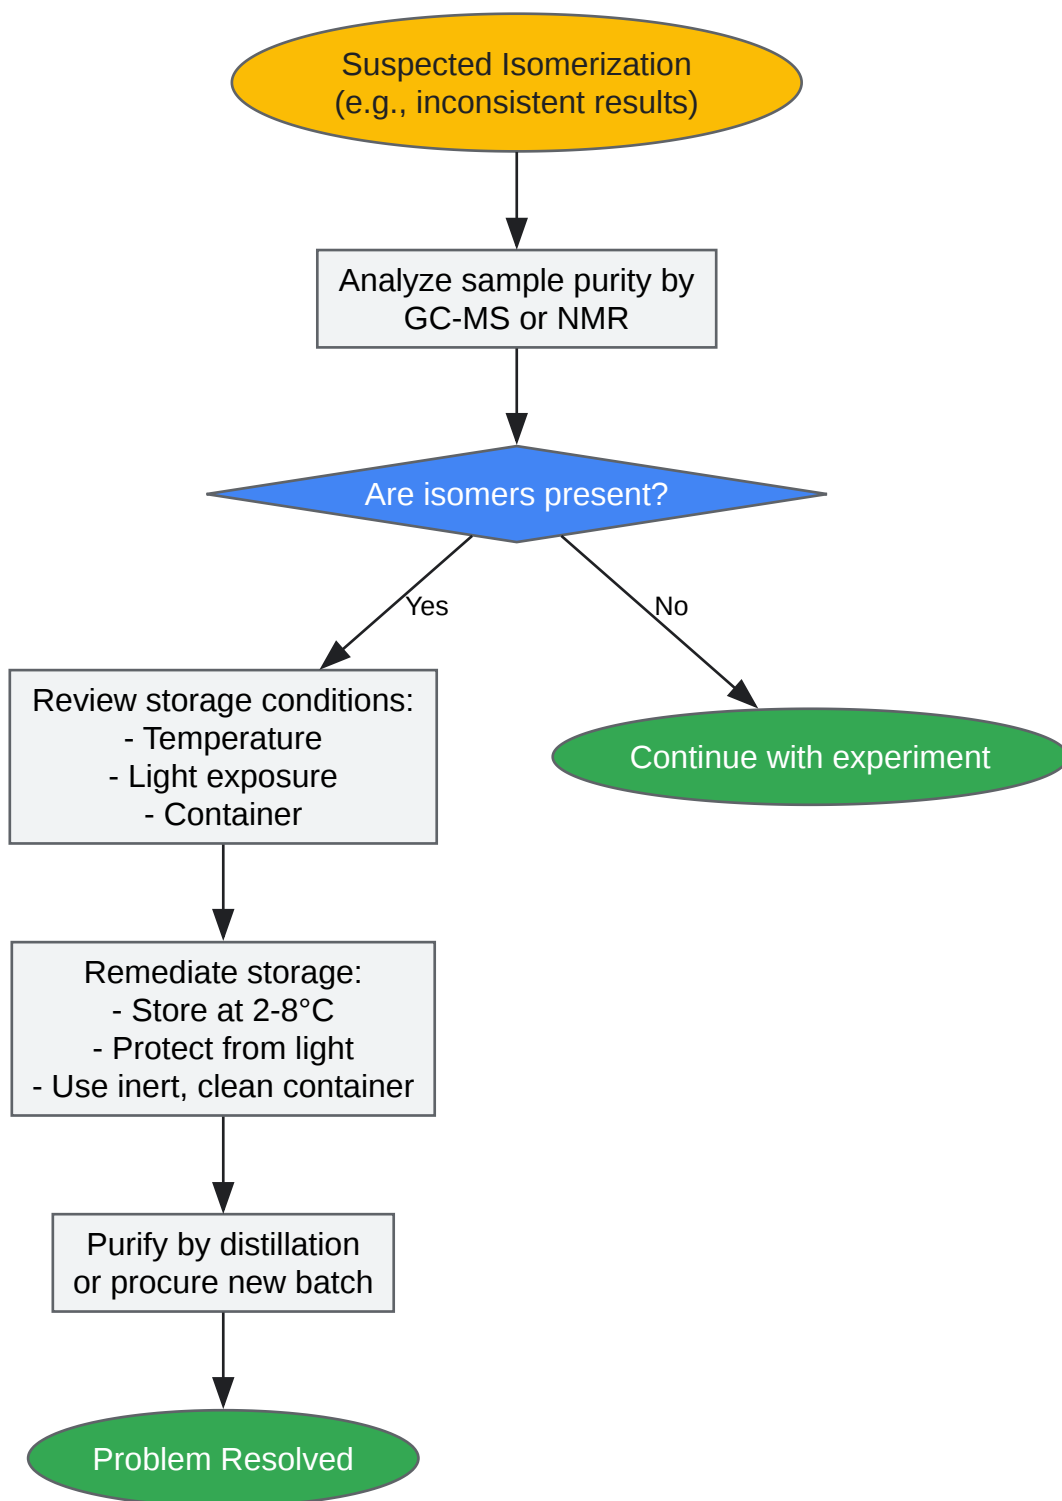 Suspected Isomerization
(e.g., inconsistent results)
Analyze sample purity by
GC-MS or NMR
Are isomers present?
Yes
No
Review storage conditions:
- Temperature
- Light exposure
- Container
Continue with experiment
Remediate storage:
- Store at 2-8°C
- Protect from light
- Use inert, clean container
Purify by distillation
or procure new batch
Problem Resolved